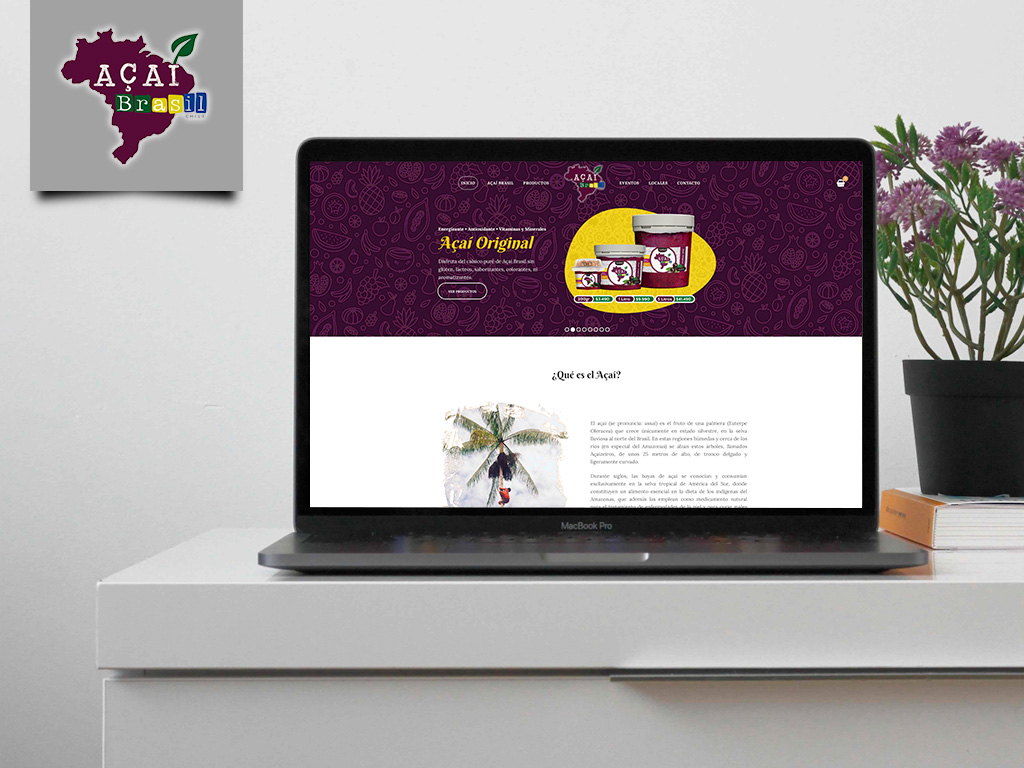 AÇAÍ
Brasil
CHILE
INICIO
AÇAÍ BRASIL
PRODUCTOS
AÇAÍ
Brasil
EVENTOS
LOCALES
CONTACTO
Energizante • Antioxidante • Vitaminas y Minerales
Açaí Original
Disfruta del clásico puré de Açaí Brasil sin
glúten, lácteos, saborizantes, colorantes, ni
aromatizantes.
VER PRODUCTOS
200gr $3.490 1 Litro $9.990 5 Litros $41.490
¿Qué es el Açaí?
El açaí (se pronuncia: assaí) es el fruto de una palmera (Euterpe
Oleracea) que crece únicamente en estado silvestre, en la selva
lluviosa al norte del Brasil. En estas regiones húmedas y cerca de los
ríos (en especial del Amazonas) se alzan estos árboles, llamados
Açaizeiros, de unos 25 metros de alto, de tronco delgado y
ligeramente curvado.
Durante siglos, las bayas de açaí se conocían y consumían
exclusivamente en la selva tropical de América del Sur, donde
constituyen un alimento esencial en la dieta de los indígenas del
Amazonas, que además las emplean como medicamento natural
MacBook Pro